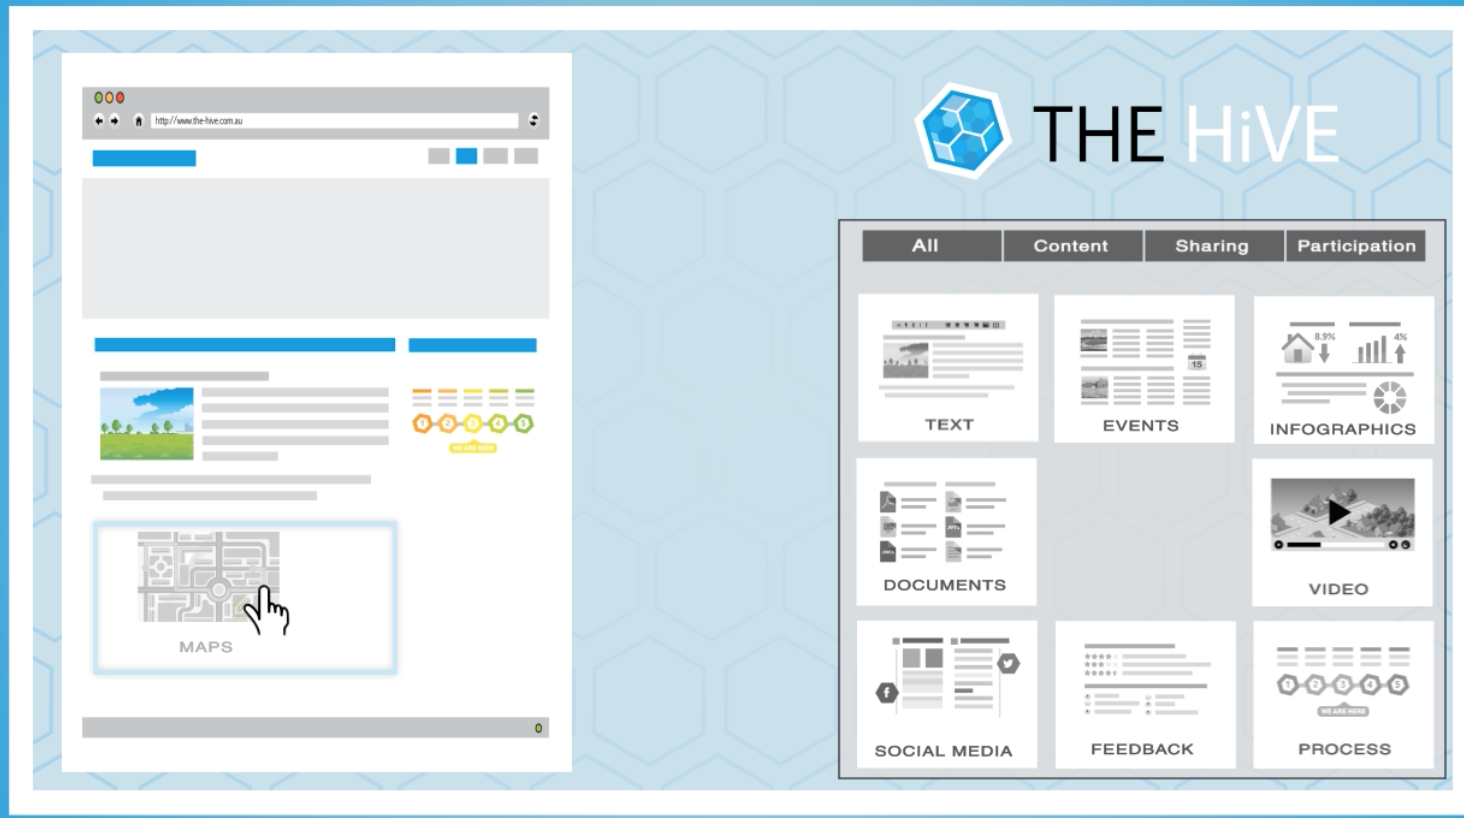 http://www.the-hive.com.au
1 2 3 4 5
WE ARE HERE
MAPS
THE HiVE
All Content Sharing Participation
TEXT
15
EVENTS
8.9% 4%
INFOGRAPHICS
DOCUMENTS
VIDEO
SOCIAL MEDIA
FEEDBACK
1 2 3 4 5
WE ARE HERE
PROCESS